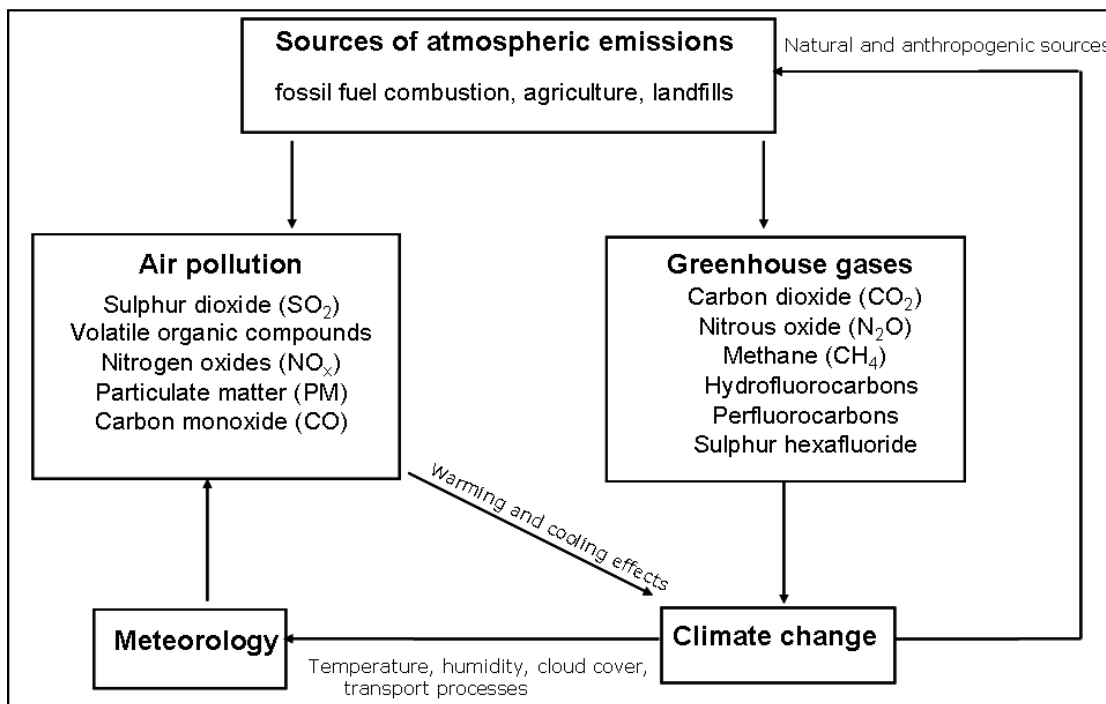 Sources of atmospheric emissions
fossil fuel combustion, agriculture, landfills
Natural and anthropogenic sources
Air pollution
Sulphur dioxide (SO₂)
Volatile organic compounds
Nitrogen oxides (NOₓ)
Particulate matter (PM)
Carbon monoxide (CO)
Greenhouse gases
Carbon dioxide (CO₂)
Nitrous oxide (N₂O)
Methane (CH₄)
Hydrofluorocarbons
Perfluorocarbons
Sulphur hexafluoride
Warming and cooling effects
Meteorology
Climate change
Temperature, humidity, cloud cover,
transport processes